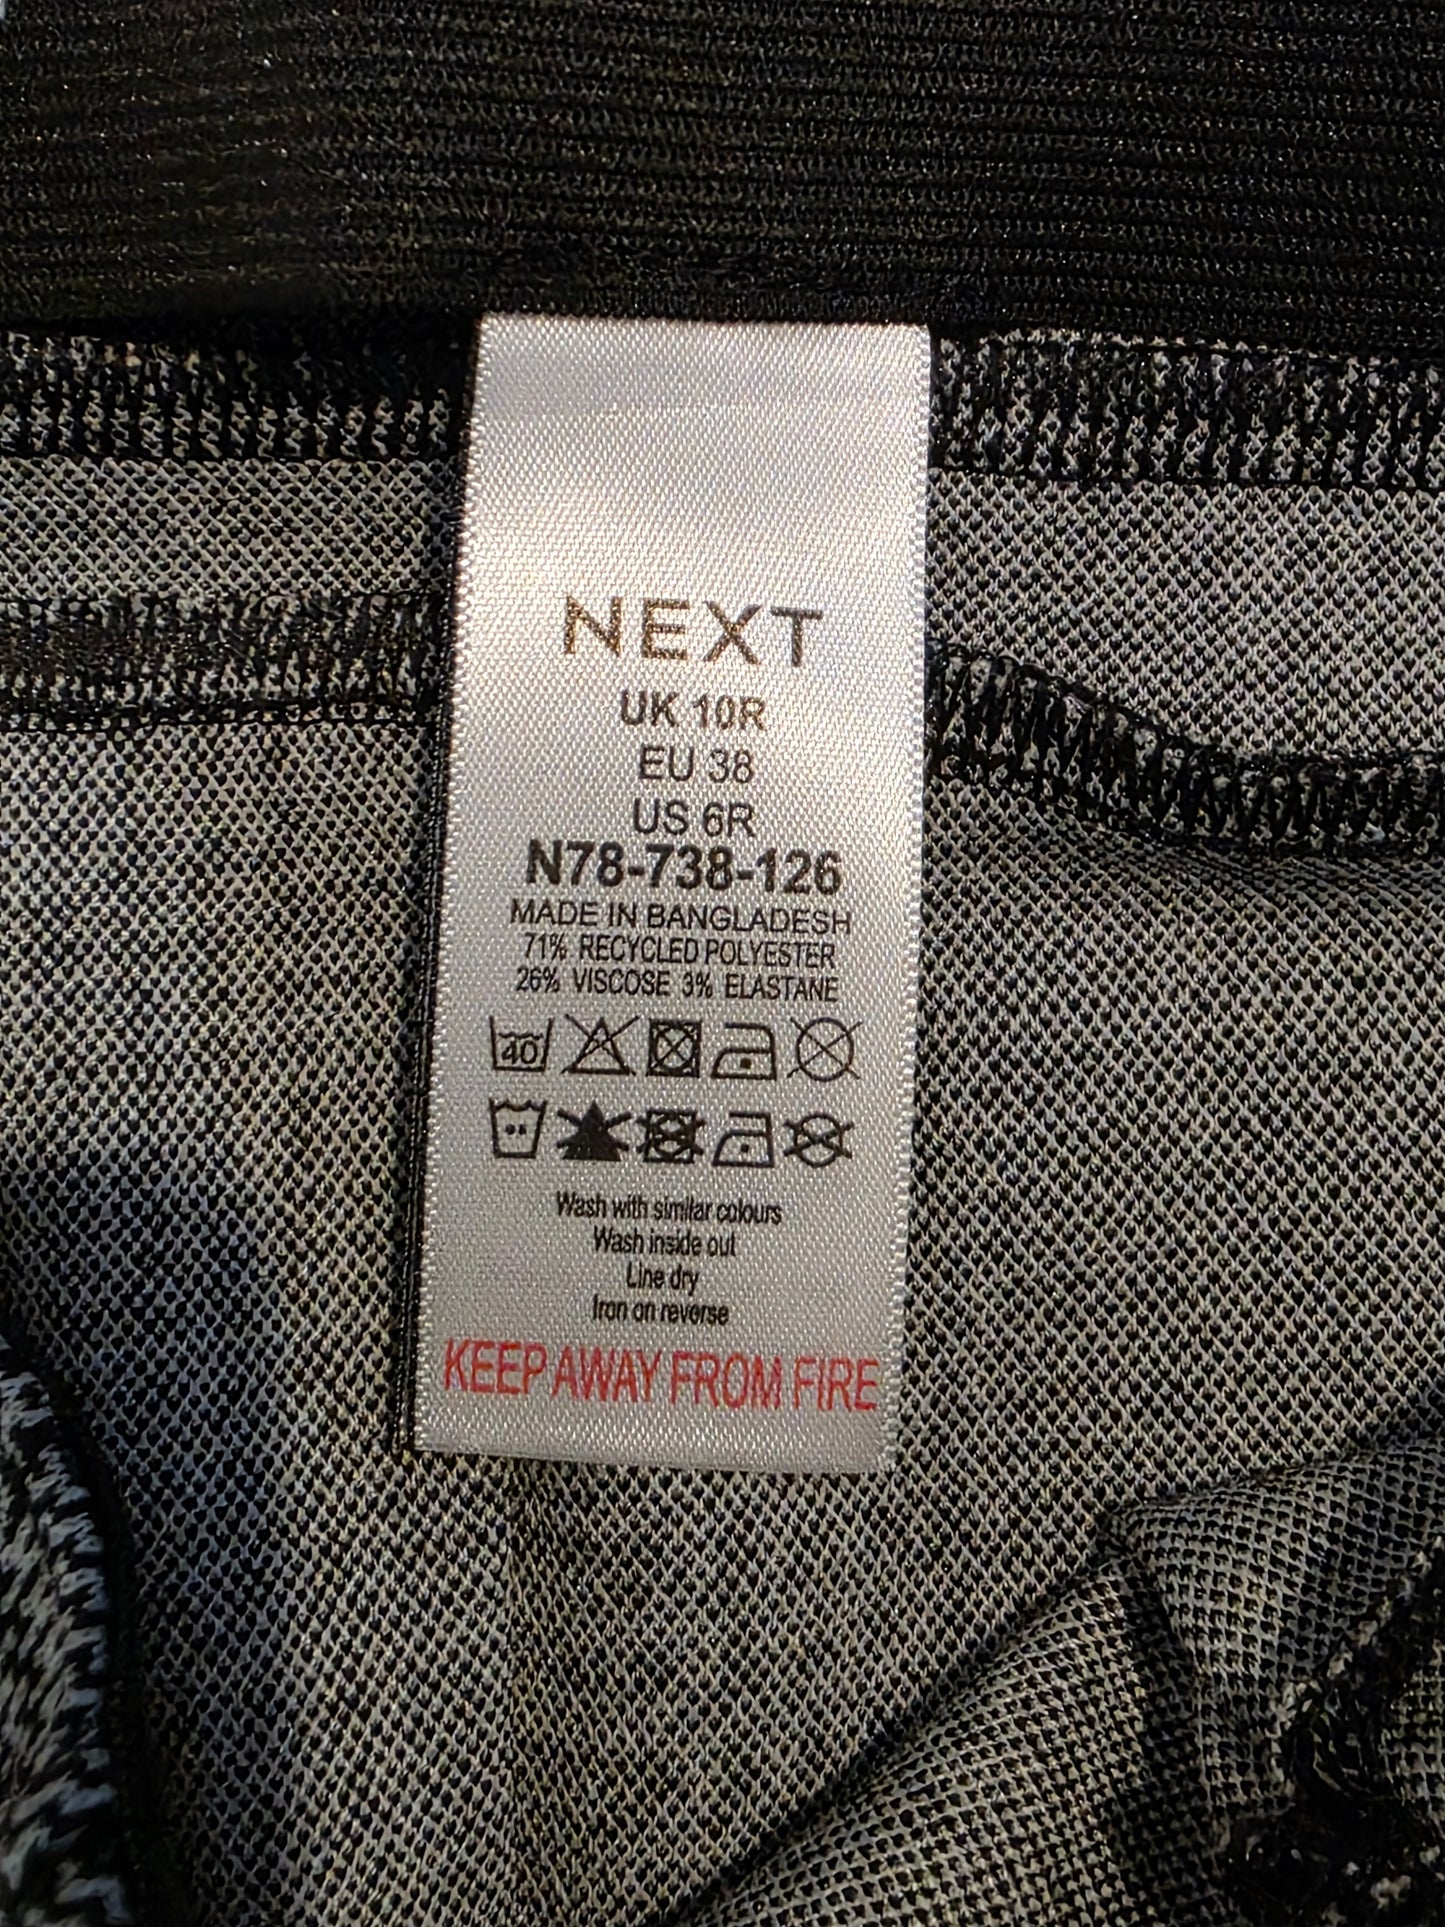 NEXT
UK 10R
EU 38
US 6R
N78-738-126
MADE IN BANGLADESH
71% RECYCLED POLYESTER
26% VISCOSE 3% ELASTANE
40
Wash with similar colours
Wash inside out
Line dry
Iron on reverse
KEEP AWAY FROM FIRE